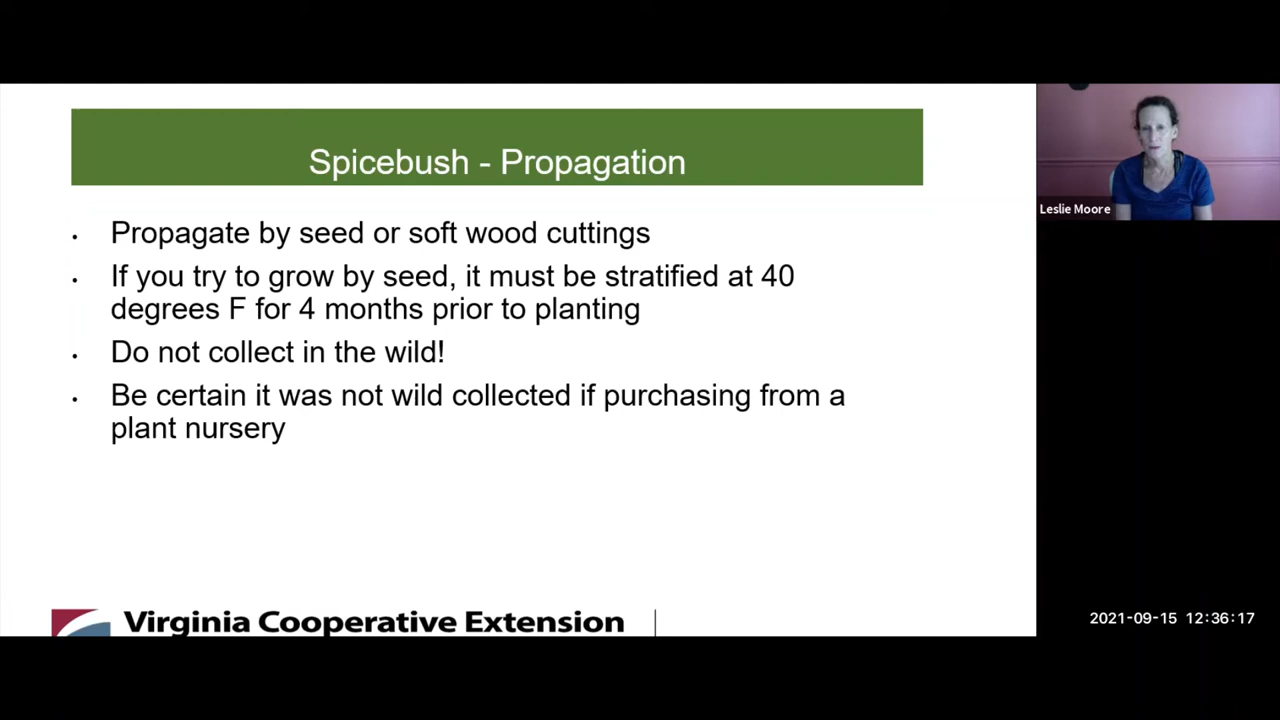 Spicebush - Propagation
• Propagate by seed or soft wood cuttings
• If you try to grow by seed, it must be stratified at 40
degrees F for 4 months prior to planting
• Do not collect in the wild!
• Be certain it was not wild collected if purchasing from a
plant nursery
Virginia Cooperative Extension
Leslie Moore
2021-09-15 12:36:17